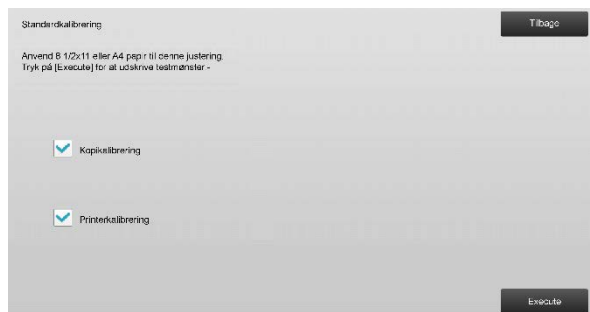 Standardkalibrering
Tilbage
Anvend 8 1/2x11 eller A4 papir til denne justering.
Tryk på [Execute] for at udskrive testmønster -
Kopikalibrering
Printerkalibrering
Execute